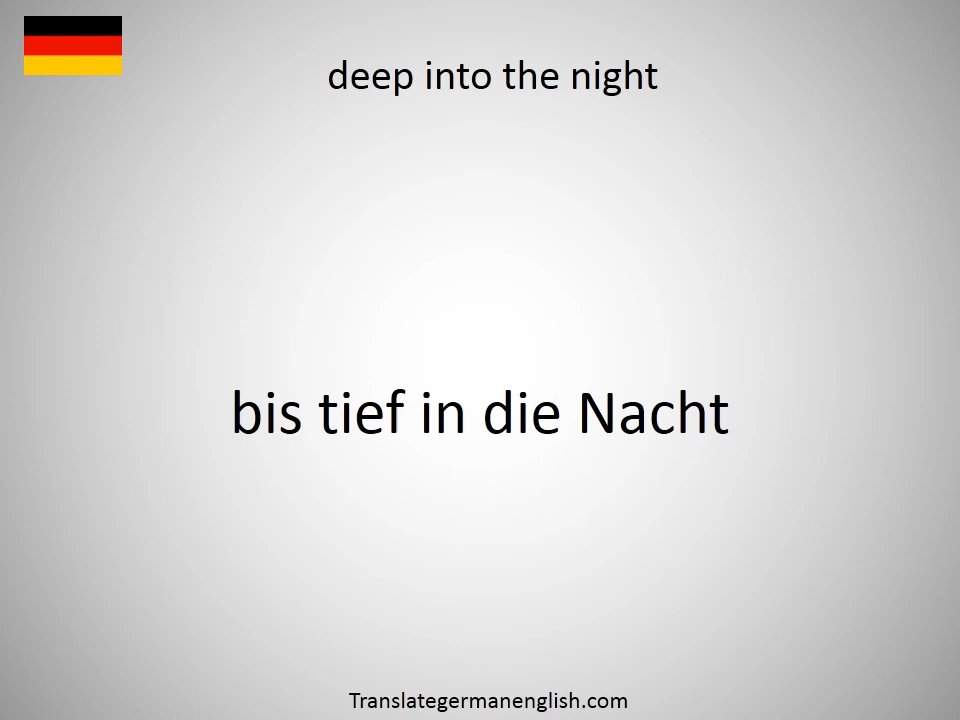 deep into the night
bis tief in die Nacht
Translategermanenglish.com